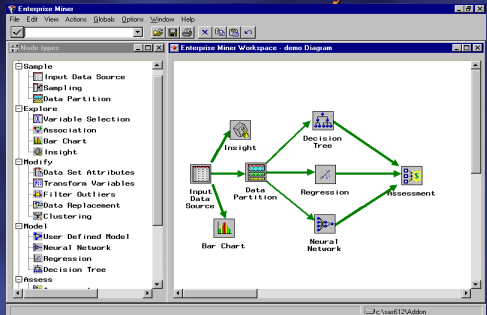 Enterprise Miner
File Edit View Actions Globals Options Window Help
Node types
Sample
Input Data Source
Sampling
Data Partition
Explore
Variable Selection
Association
Bar Chart
Insight
Modify
Data Set Attributes
Transform Variables
Filter Outliers
Data Replacement
Clustering
Model
User Defined Model
Neural Network
Regression
Decision Tree
Assess
Enterprise Miner Workspace - demo Diagram
Insight
Decision
Tree
Input
Data
Source
Data
Partition
Regression
Assessment
Bar Chart
Neural
Network
c:\sas612\Addon